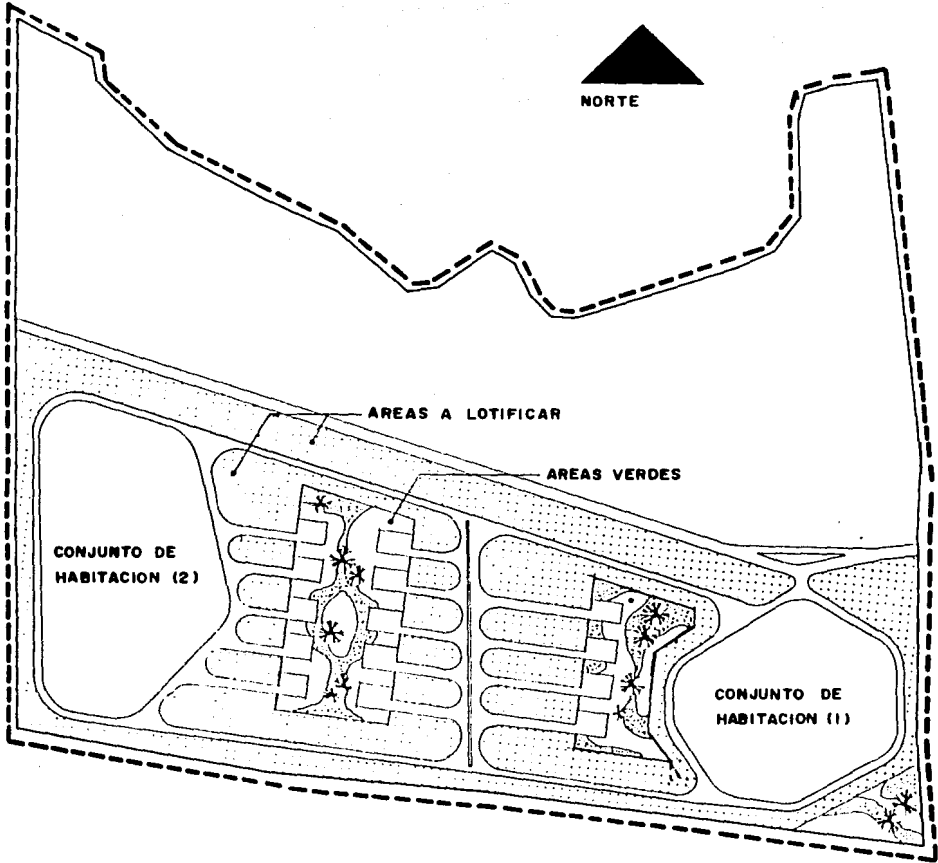 NORTE
AREAS A LOTIFICAR
AREAS VERDES
CONJUNTO DE
HABITACION (2)
CONJUNTO DE
HABITACION (1)